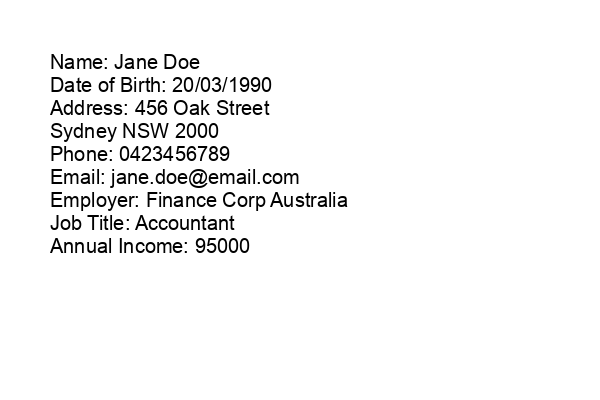 Name: Jane Doe
Date of Birth: 20/03/1990
Address: 456 Oak Street
Sydney NSW 2000
Phone: 0423456789
Email: jane.doe@email.com
Employer: Finance Corp Australia
Job Title: Accountant
Annual Income: 95000